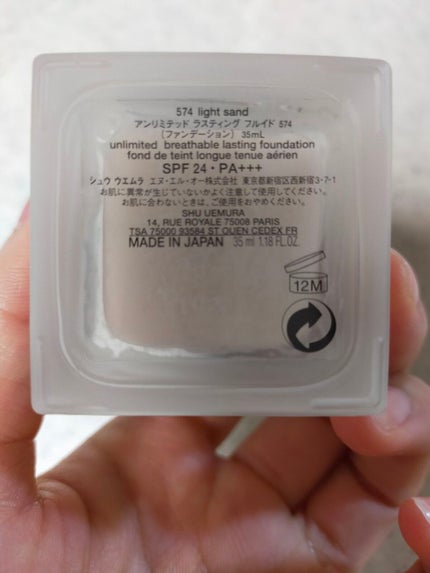 574 light sand
アンリミテッド ラスティング フルイド 574
(ファンデーション) 35mL
unlimited breathable lasting foundation
fond de teint longue tenue aérien
SPF 24・PA+++
シュウ ウエムラ エヌ・エル・オー株式会社 東京都新宿区西新宿3-7-1
お肌に異常が生じていないかよく注意して使用してください。
お肌に合わないときは、ご使用をおやめください。
SHU UEMURA
14, RUE ROYALE 75008 PARIS
TSA 75000 93584 ST OUEN CEDEX FR
MADE IN JAPAN 35 ml 1.18 FL.OZ.
12M